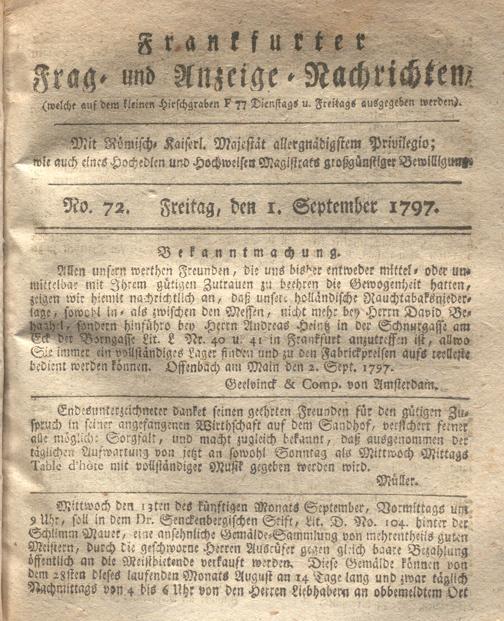 Frankfurter
Frag- und Anzeige-Nachrichten,
(welche auf dem kleinen Hirschgraben F 77 Dienstags u. Freitags ausgegeben werden).
Mit Römisch-Kaiserl. Majestät allergnädigstem Privilegio;
wie auch eines Hochedlen und Hochweisen Magistrats großgünstiger Bewilligung.
No. 72. Freitag, den 1. September 1797.
Bekanntmachung.
Allen unsern werthen Freunden, die uns bisher entweder mittel- oder un-
mittelbar mit Ihrem gütigen Zutrauen zu beehren die Gewogenheit hatten,
zeigen wir hiemit nachrichtlich an, daß unser holländische Rauchtabaksnieder-
lage, sowohl in- als zwischen den Messen, nicht mehr bey Herrn David Be-
sondern hinführo bey Herrn Andreas Heintz in der Schnurgasse am
Eck der Borngasse Lit. L Nr. 40 u. 41 in Frankfurt anzutreffen ist, allwo
Sie immer ein vollständiges Lager finden und zu den Fabrickpreisen aufs reelleste
bedient werden können. Offenbach am Main den 2. Sept. 1797.
Geelvinck & Comp. von Amsterdam.
Endesunterzeichneter danket seinen geehrten Freunden für den gütigen Zu-
spruch in seiner angefangenen Wirthschaft auf dem Sandhof, versichert ferner
alle mögliche Sorgfalt, und macht zugleich bekannt, daß ausgenommen der
täglichen Aufwartung von jetzt an sowohl Sonntag als Mittwoch Mittags
Table d'hôte mit vollständiger Musik gegeben werden wird.
Müller.
Mittwoch den 13ten des künftigen Monats September, Vormittags um
9 Uhr, soll in dem Dr. Senckenbergischen Stift, Lit. D. No. 104. hinter der
Schlimm Mauer, eine ansehnliche Gemälde-Sammlung von mehrentheils guten
Meistern, durch die geschworne Herren Ausrüfer gegen gleich baare Bezahlung
öffentlich an die Meistbietende verkauft werden. Diese Gemälde können von
dem 28sten dieses laufenden Monats August an 14 Tage lang und zwar täglich
Nachmittags von 4 bis 6 Uhr von den Herren Liebhabern an obbemeldtem Ort